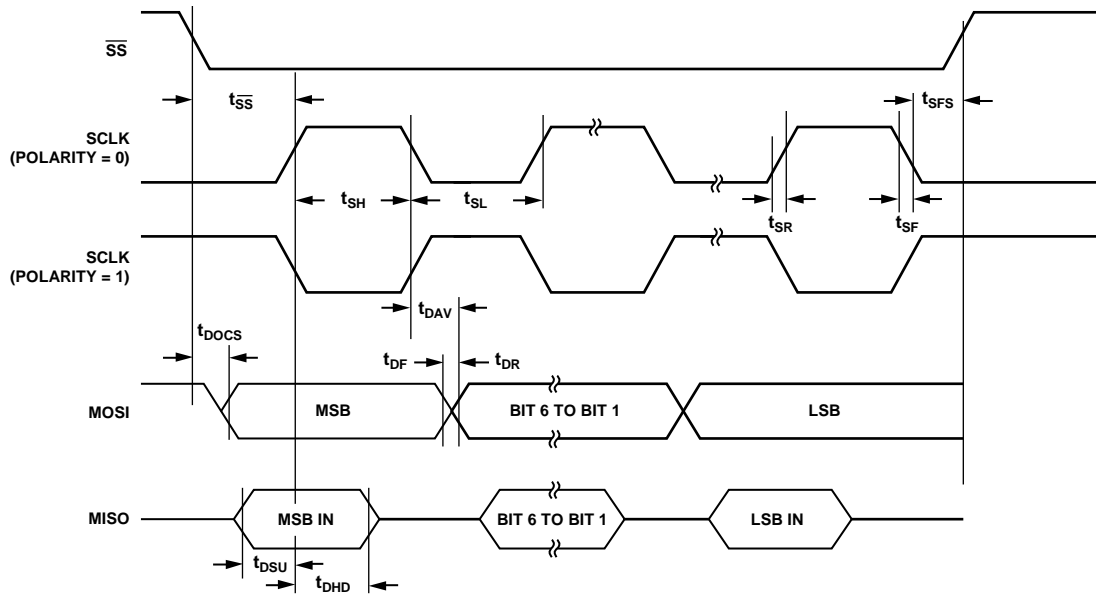 SS
tSS
tSFS
SCLK
(POLARITY = 0)
tSH
tSL
tSR
tSF
SCLK
(POLARITY = 1)
tDAV
tDOCS
tDF
tDR
MOSI
MSB
BIT 6 TO BIT 1
LSB
MISO
MSB IN
BIT 6 TO BIT 1
LSB IN
tDSU
tDHD